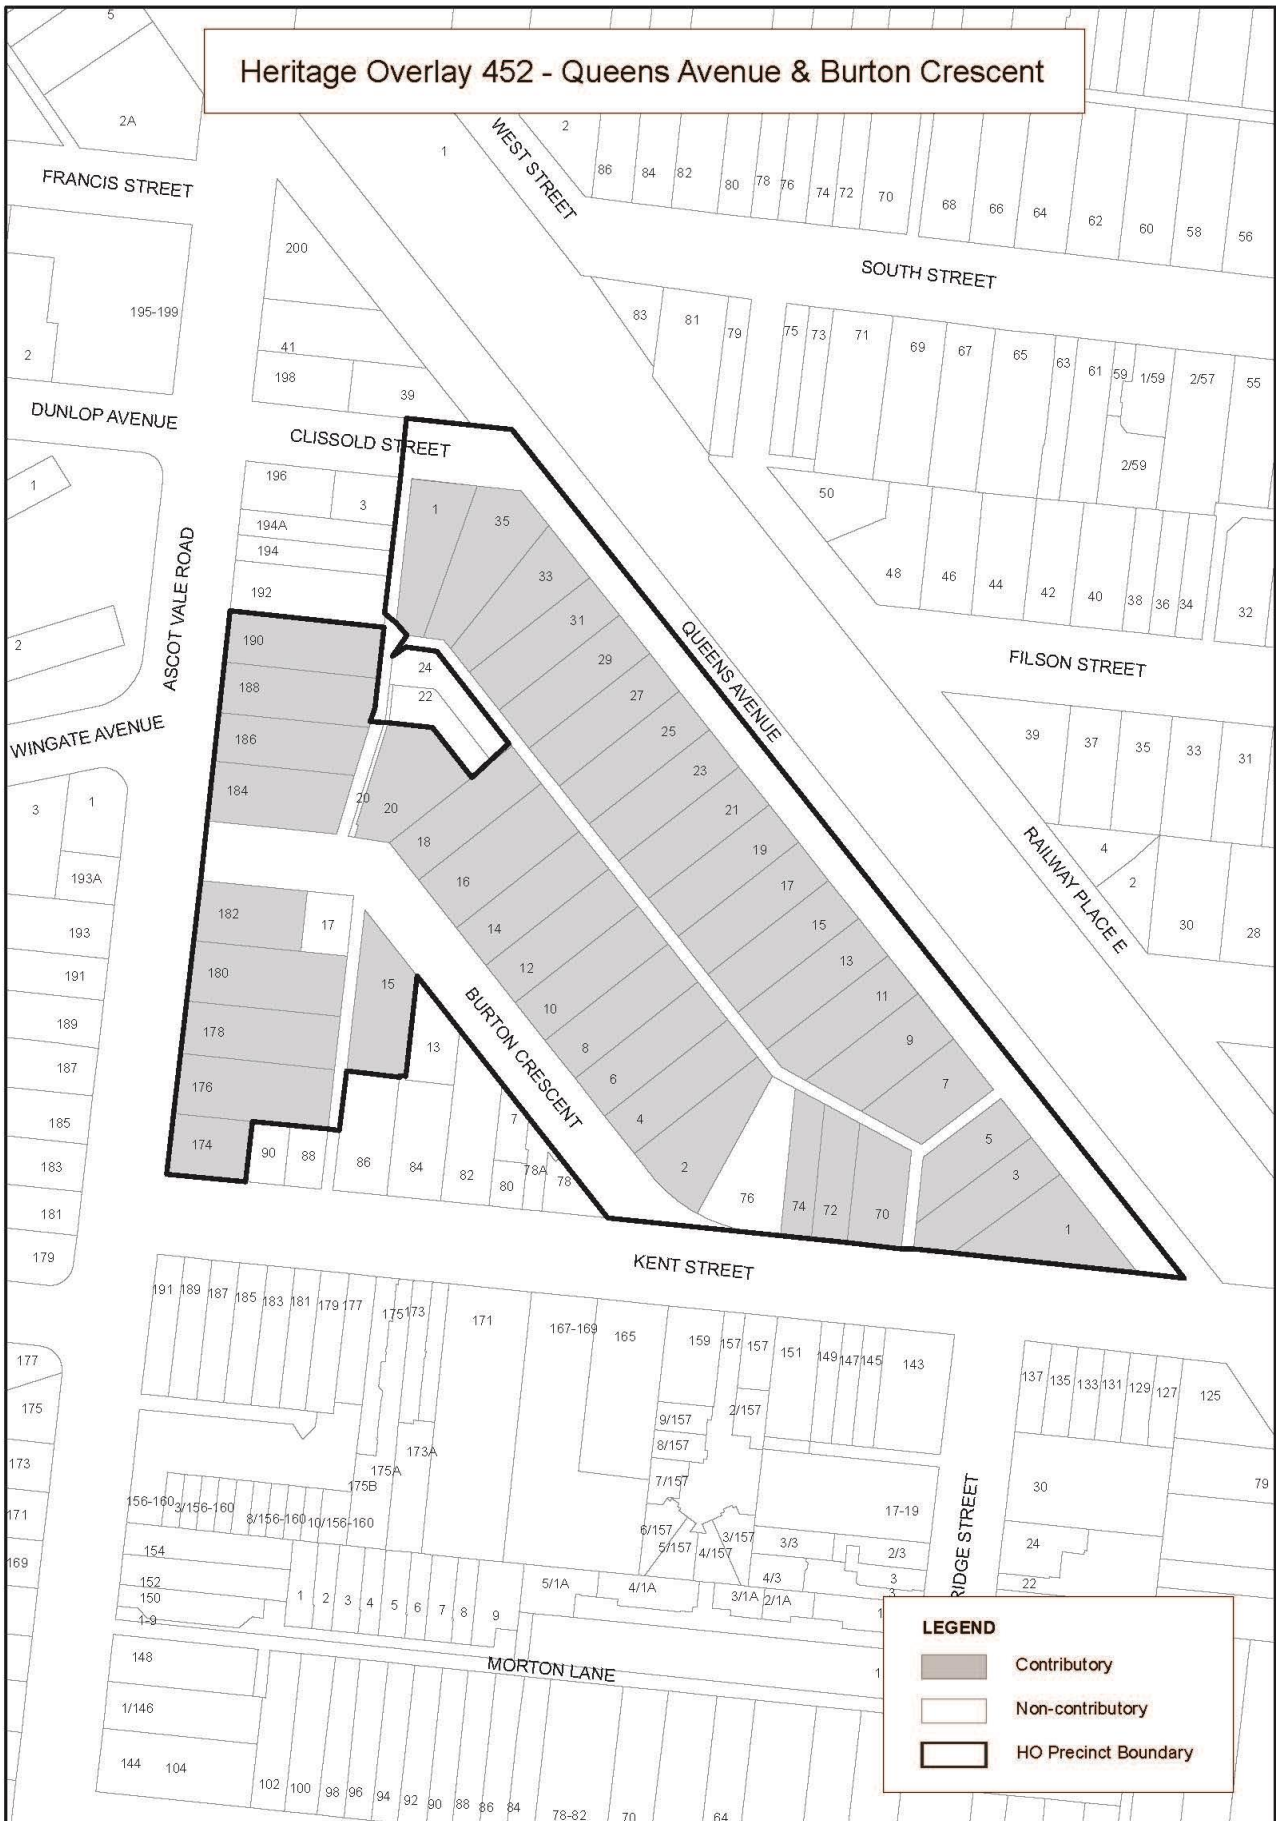 Heritage Overlay 452 - Queens Avenue & Burton Crescent
5
2A
FRANCIS STREET
1
WEST STREET
2
86 84 82 80 78 76 74 72 70 68 66 64 62 60 58 56
200
195-199
2
SOUTH STREET
83 81 79 75 73 71 69 67 65 63 61 59 1/59 2/57 55
2/59
41
198
39
DUNLOP AVENUE
CLISSOLD STREET
196
3
194A
194
192
1
2
ASCOT VALE ROAD
WINGATE AVENUE
50
48 46 44 42 40 38 36 34 32
FILSON STREET
39 37 35 33 31
4
2
30 28
RAILWAY PLACE E
QUEENS AVENUE
1
35
33
31
29
27
25
23
21
19
17
15
13
11
9
7
5
3
1
190
188
186
184
24
22
20
20
18
16
14
12
10
8
6
4
2
76
74 72 70
182
17
180
178
176
174
15
13
BURTON CRESCENT
90 88 86 84 82 80 7 78A 78
3
1
193A
193
191
189
187
185
183
181
179
KENT STREET
191 189 187 185 183 181 179 177 175 173 171 167-169 165 159 157 157 151 149 147 145 143
137 135 133 131 129 127 125
177
175
173
171
169
173A
175A
175B
9/157
8/157
7/157
6/157
5/157
4/157
3/157
2/157
17-19
30
79
24
22
RIDGE STREET
156-160 3/156-160 8/156-160 10/156-160
154
152
150
1-9
1 2 3 4 5 6 7 8 9
5/1A
4/1A
3/1A
2/1A
3/3
2/3
4/3
3
3
1
148
1/146
144 104
MORTON LANE
1
102 100 98 96 94 92 90 88 86 84 78-82 70 64
LEGEND
Contributory
Non-contributory
HO Precinct Boundary